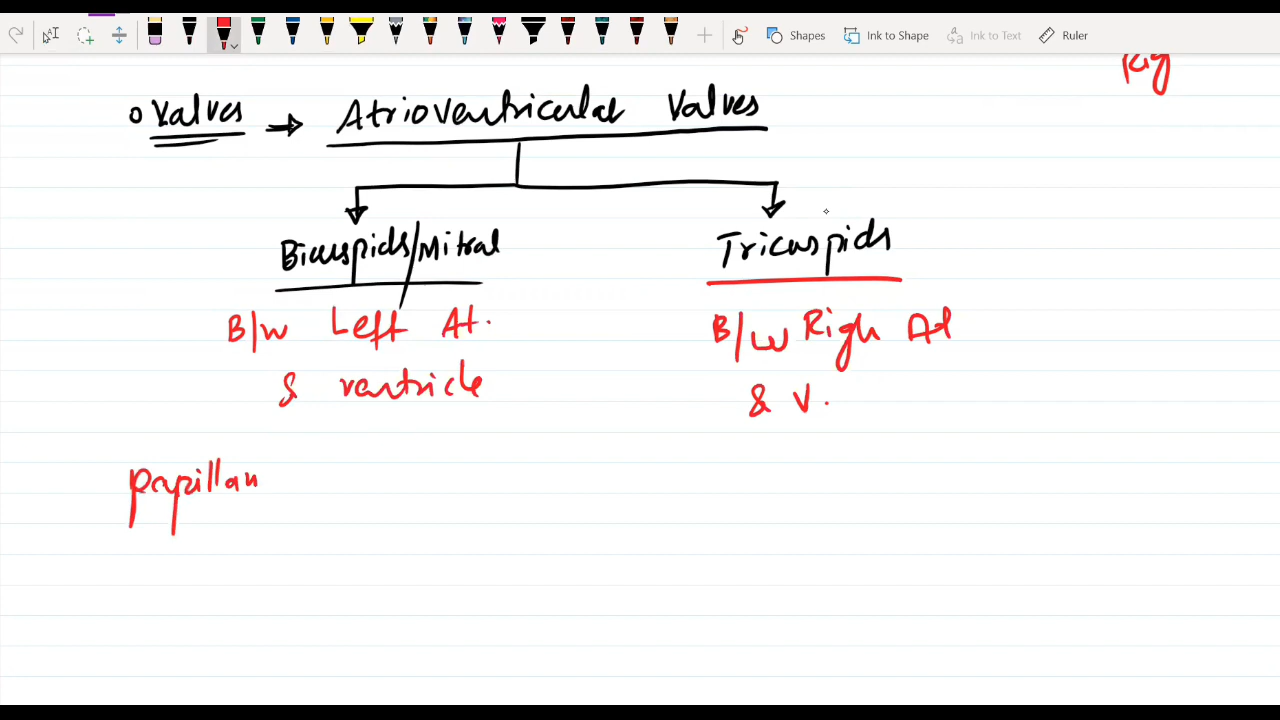 Shapes Ink to Shape Ink to Text Ruler
Rig
Valves → Atrioventricular Valves
Bicuspids/Mitral Tricuspids
B/w Left At. B/w Righ At
& ventricle & V.
papillar